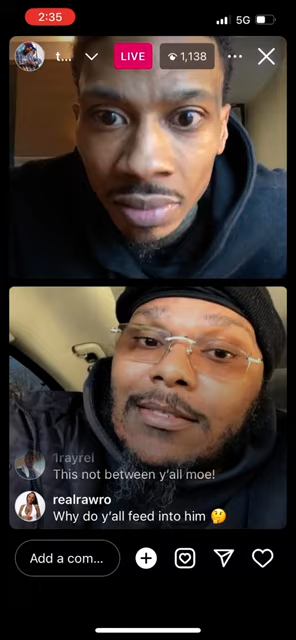 2:35
5G
t...
LIVE
1,138
1rayrel
This not between y'all moe!
realrawro
Why do y'all feed into him 🤔
Add a com...